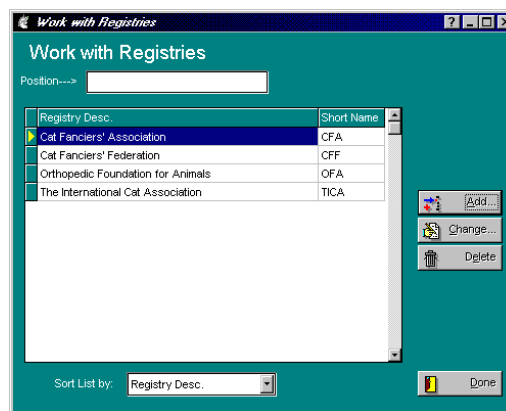 Work with Registries
Work with Registries
Position--->
Registry Desc. Short Name
Cat Fanciers' Association CFA
Cat Fanciers' Federation CFF
Orthopedic Foundation for Animals OFA
The International Cat Association TICA
Add...
Change...
Delete
Sort List by: Registry Desc. Done